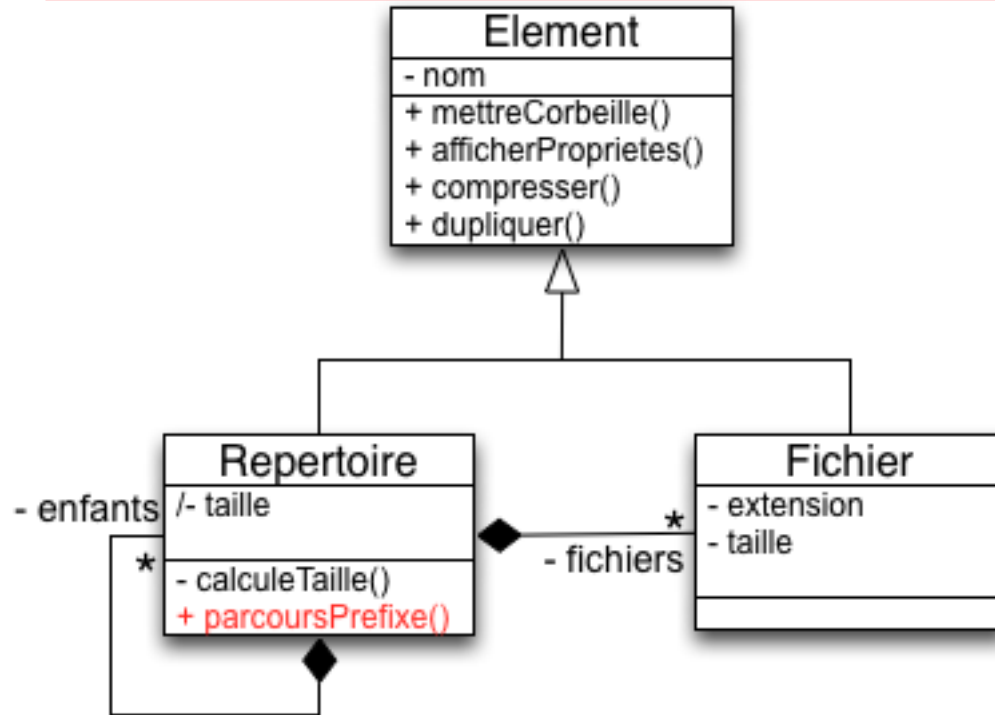 Element
- nom
+ mettreCorbeille()
+ afficherProprietes()
+ compresser()
+ dupliquer()
Repertoire
/- taille
- calculeTaille()
+ parcoursPrefixe()
- enfants
*
*
- fichiers
Fichier
- extension
- taille